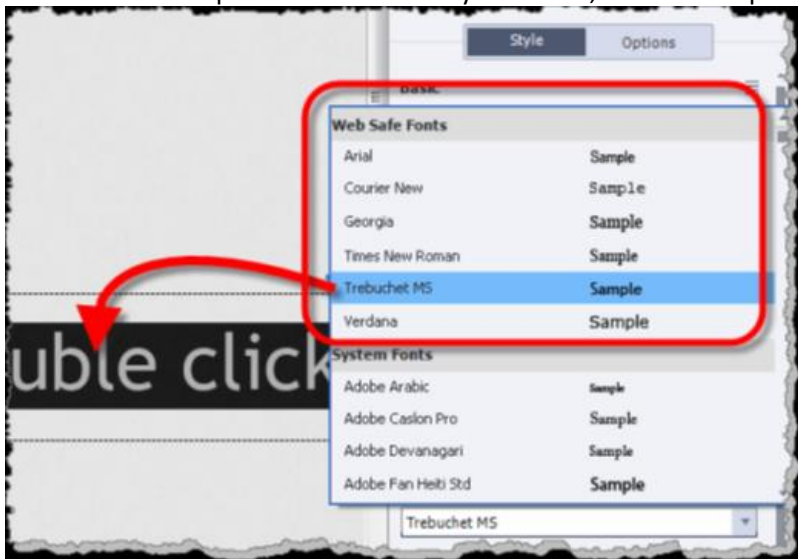 Style Options
Basic
Web Safe Fonts
Arial Sample
Courier New Sample
Georgia Sample
Times New Roman Sample
Trebuchet MS Sample
Verdana Sample
uble click
System Fonts
Adobe Arabic Sample
Adobe Caslon Pro Sample
Adobe Devanagari Sample
Adobe Fan Heiti Std Sample
Trebuchet MS